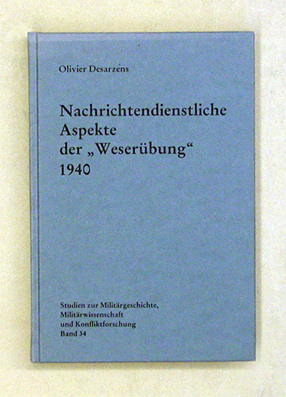 Olivier Desarzens
Nachrichtendienstliche
Aspekte
der „Weserübung“
1940
Studien zur Militärgeschichte,
Militärwissenschaft
und Konfliktforschung
Band 34